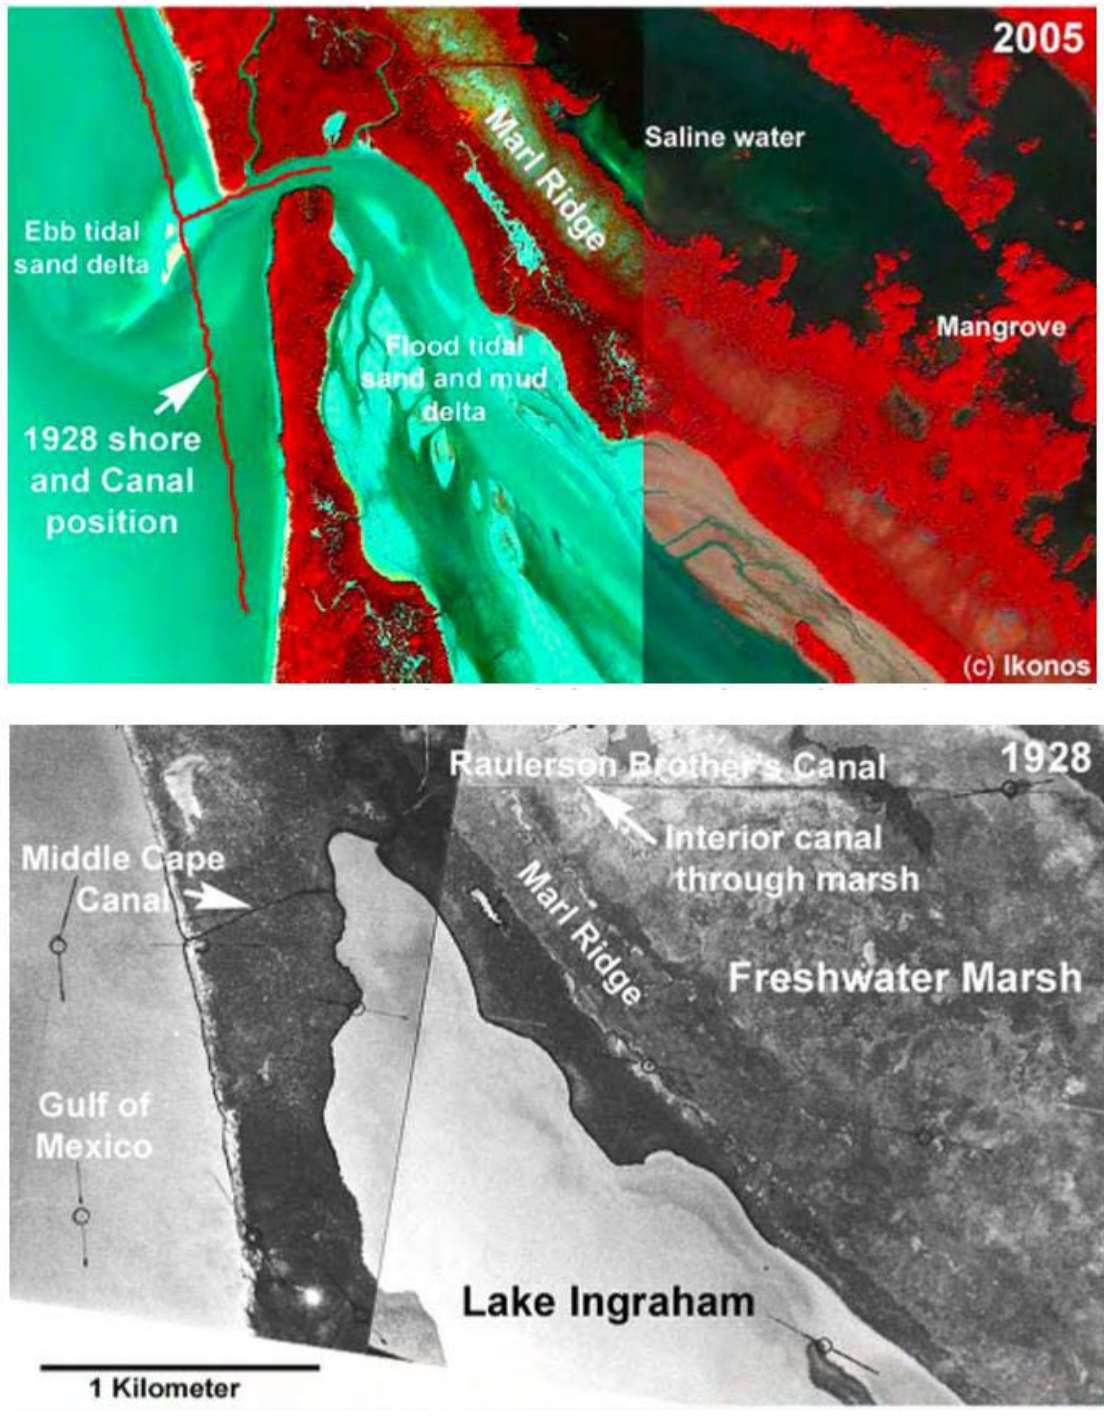 2005
Saline water
Marl Ridge
Ebb tidal
sand delta
Mangrove
Flood tidal
sand and mud
delta
1928 shore
and Canal
position
(c) Ikonos
1928
Raulerson Brother's Canal
Interior canal
through marsh
Middle Cape
Canal
Marl Ridge
Freshwater Marsh
Gulf of
Mexico
Lake Ingraham
1 Kilometer